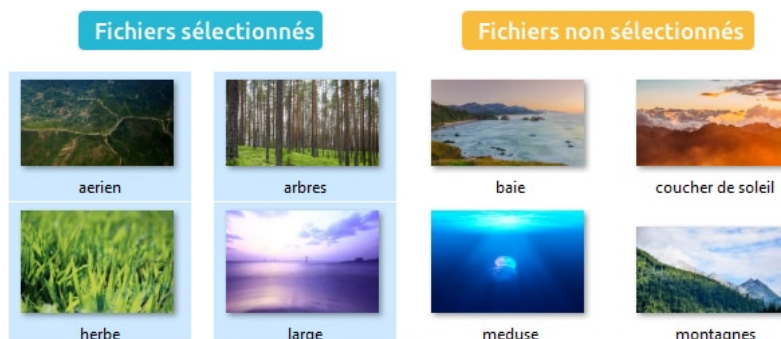 Fichiers sélectionnés
Fichiers non sélectionnés
aerien
arbres
baie
coucher de soleil
herbe
large
meduse
montagnes